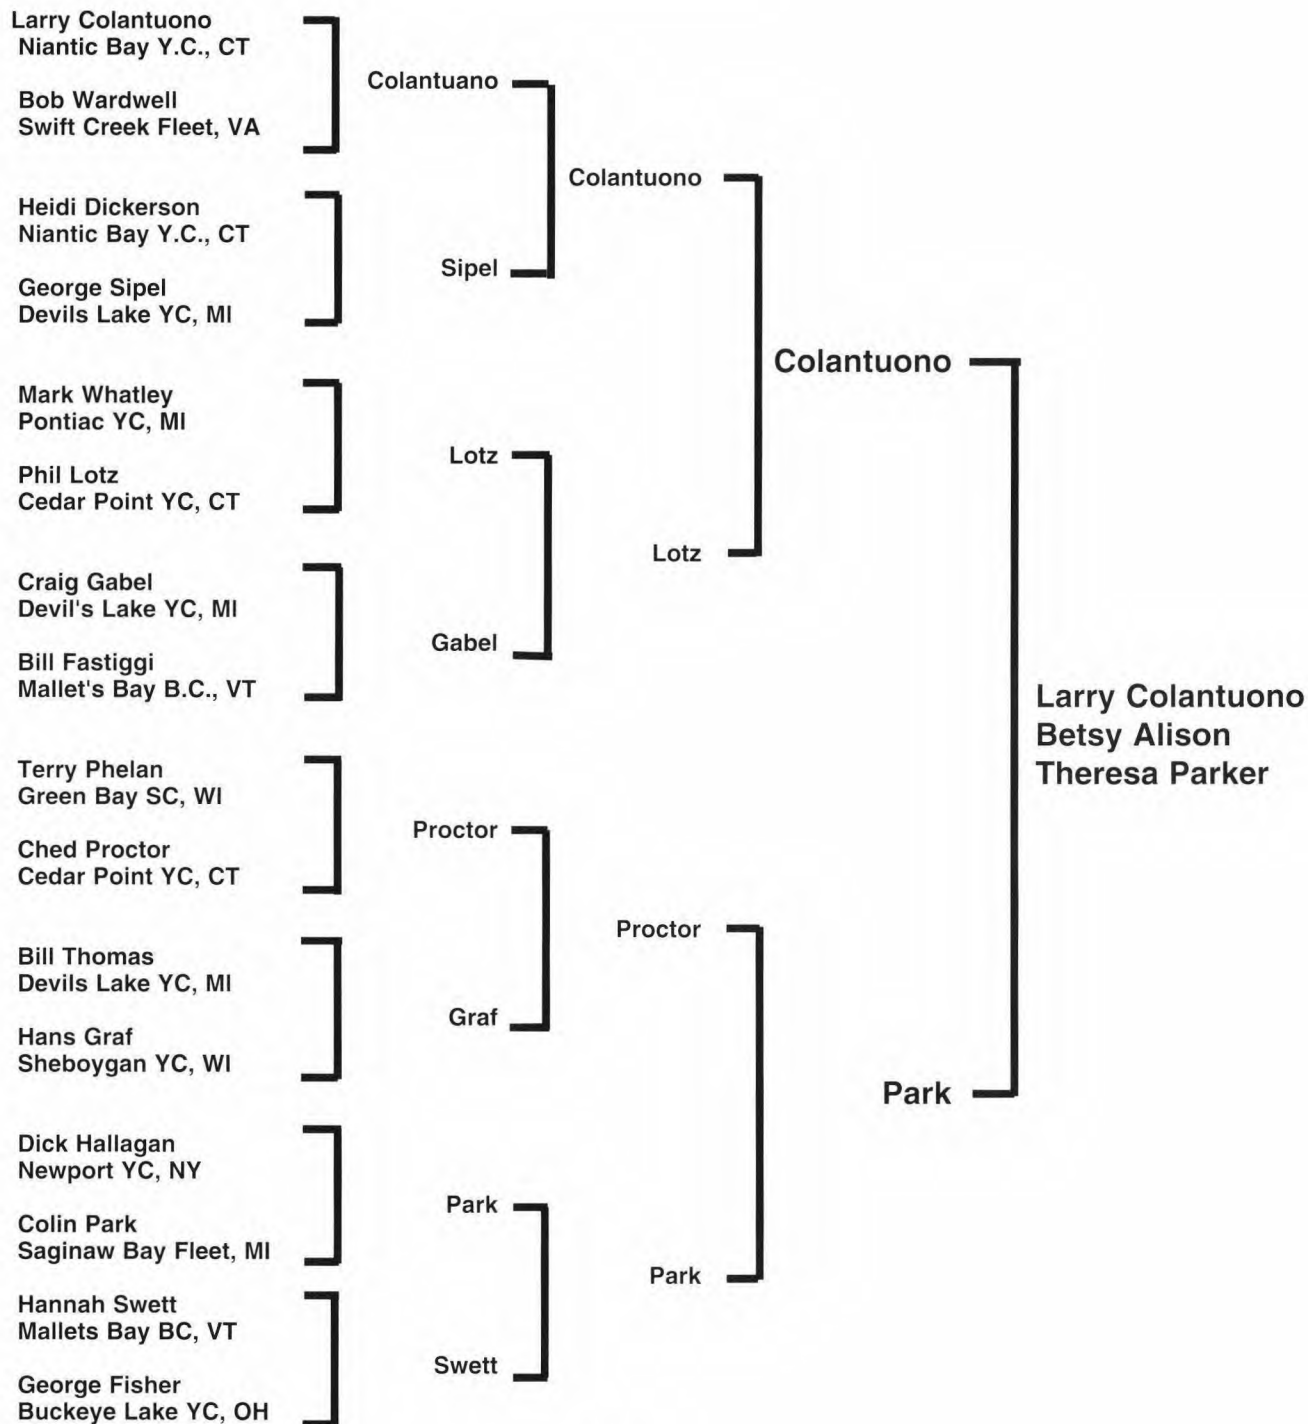 Larry Colantuono
Niantic Bay Y.C., CT
Bob Wardwell
Swift Creek Fleet, VA
Heidi Dickerson
Niantic Bay Y.C., CT
George Sipel
Devils Lake YC, MI
Mark Whatley
Pontiac YC, MI
Phil Lotz
Cedar Point YC, CT
Craig Gabel
Devil's Lake YC, MI
Bill Fastiggi
Mallet's Bay B.C., VT
Terry Phelan
Green Bay SC, WI
Ched Proctor
Cedar Point YC, CT
Bill Thomas
Devils Lake YC, MI
Hans Graf
Sheboygan YC, WI
Dick Hallagan
Newport YC, NY
Colin Park
Saginaw Bay Fleet, MI
Hannah Swett
Mallets Bay BC, VT
George Fisher
Buckeye Lake YC, OH
Colantuano
Sipel
Lotz
Gabel
Proctor
Graf
Park
Swett
Colantuono
Lotz
Proctor
Park
Colantuono
Park
Larry Colantuono
Betsy Alison
Theresa Parker